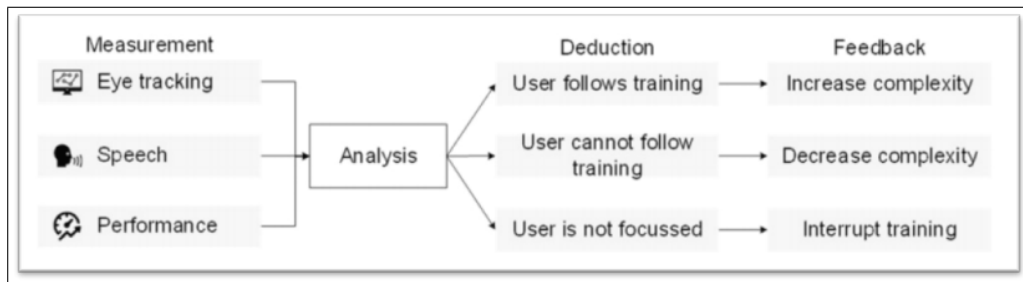 Measurement
Eye tracking
Speech
Performance
Analysis
Deduction
User follows training
User cannot follow
training
User is not focussed
Feedback
Increase complexity
Decrease complexity
Interrupt training